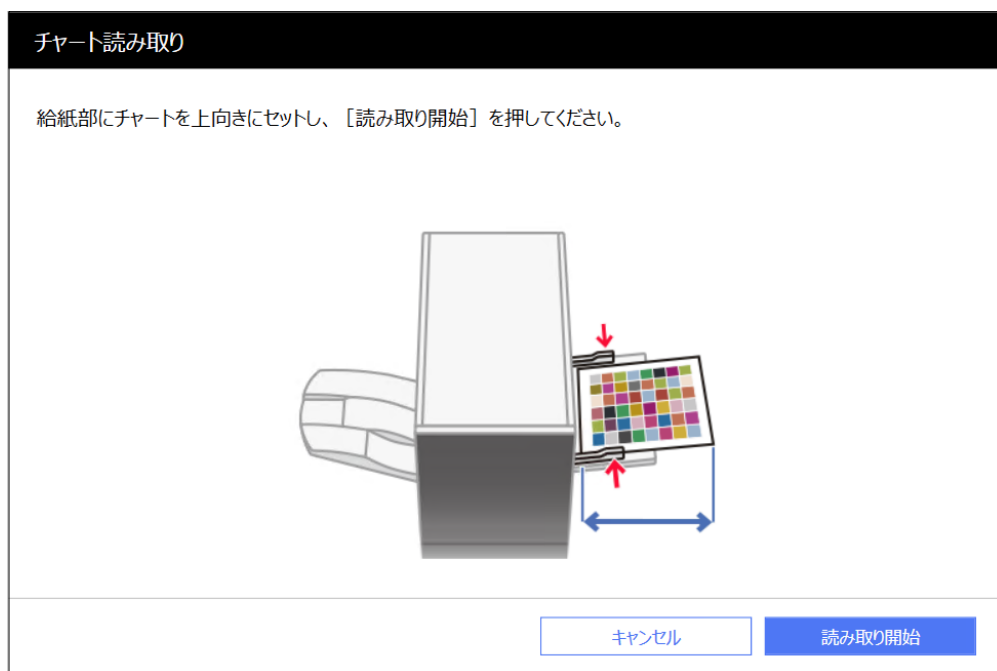 チャート読み取り
給紙部にチャートを上向きにセットし、［読み取り開始］を押してください。
キャンセル
読み取り開始